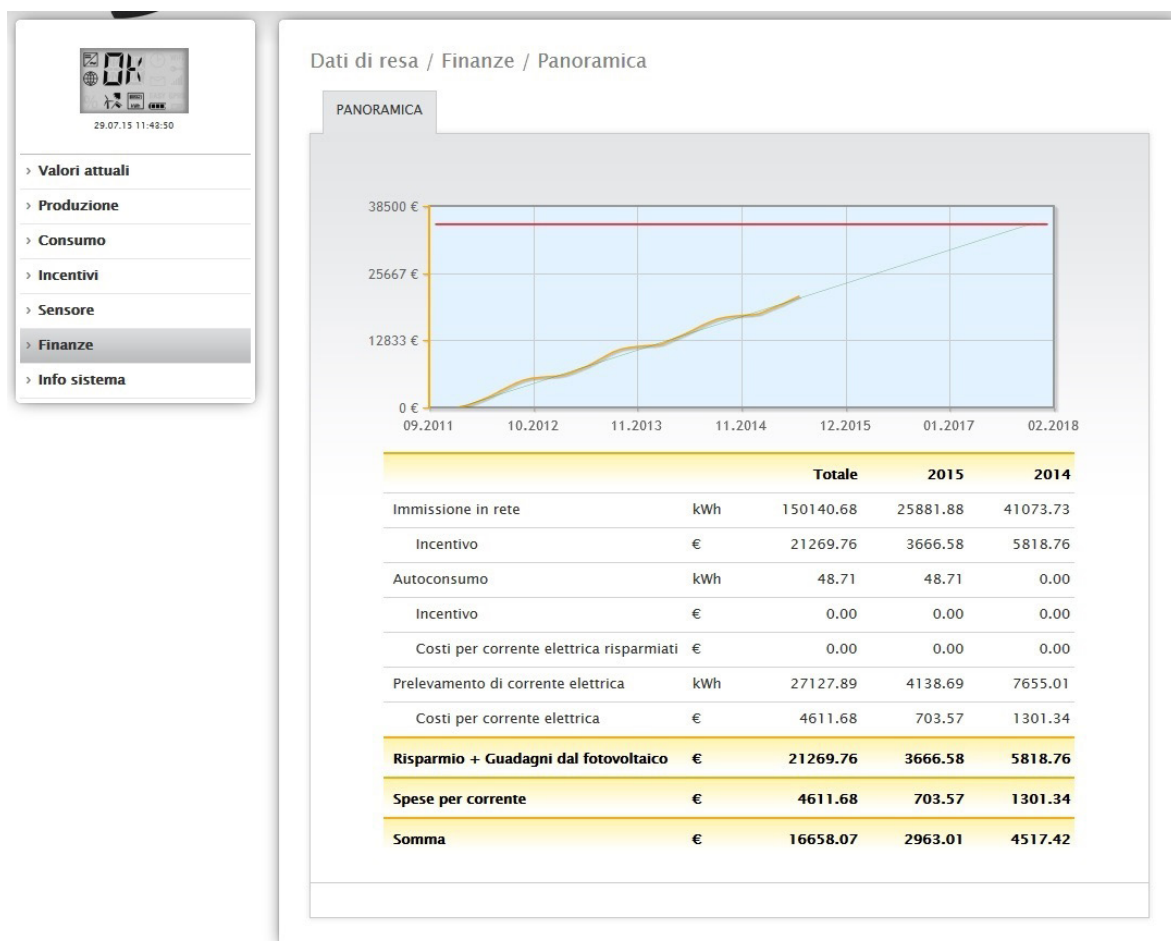 OK
29.07.15 11:43:50
› Valori attuali
› Produzione
› Consumo
› Incentivi
› Sensore
› Finanze
› Info sistema
Dati di resa / Finanze / Panoramica
PANORAMICA
38500 €
25667 €
12833 €
0 €
09.2011 10.2012 11.2013 11.2014 12.2015 01.2017 02.2018
Totale 2015 2014
Immissione in rete kWh 150140.68 25881.88 41073.73
Incentivo € 21269.76 3666.58 5818.76
Autoconsumo kWh 48.71 48.71 0.00
Incentivo € 0.00 0.00 0.00
Costi per corrente elettrica risparmiati € 0.00 0.00 0.00
Prelevamento di corrente elettrica kWh 27127.89 4138.69 7655.01
Costi per corrente elettrica € 4611.68 703.57 1301.34
Risparmio + Guadagni dal fotovoltaico € 21269.76 3666.58 5818.76
Spese per corrente € 4611.68 703.57 1301.34
Somma € 16658.07 2963.01 4517.42